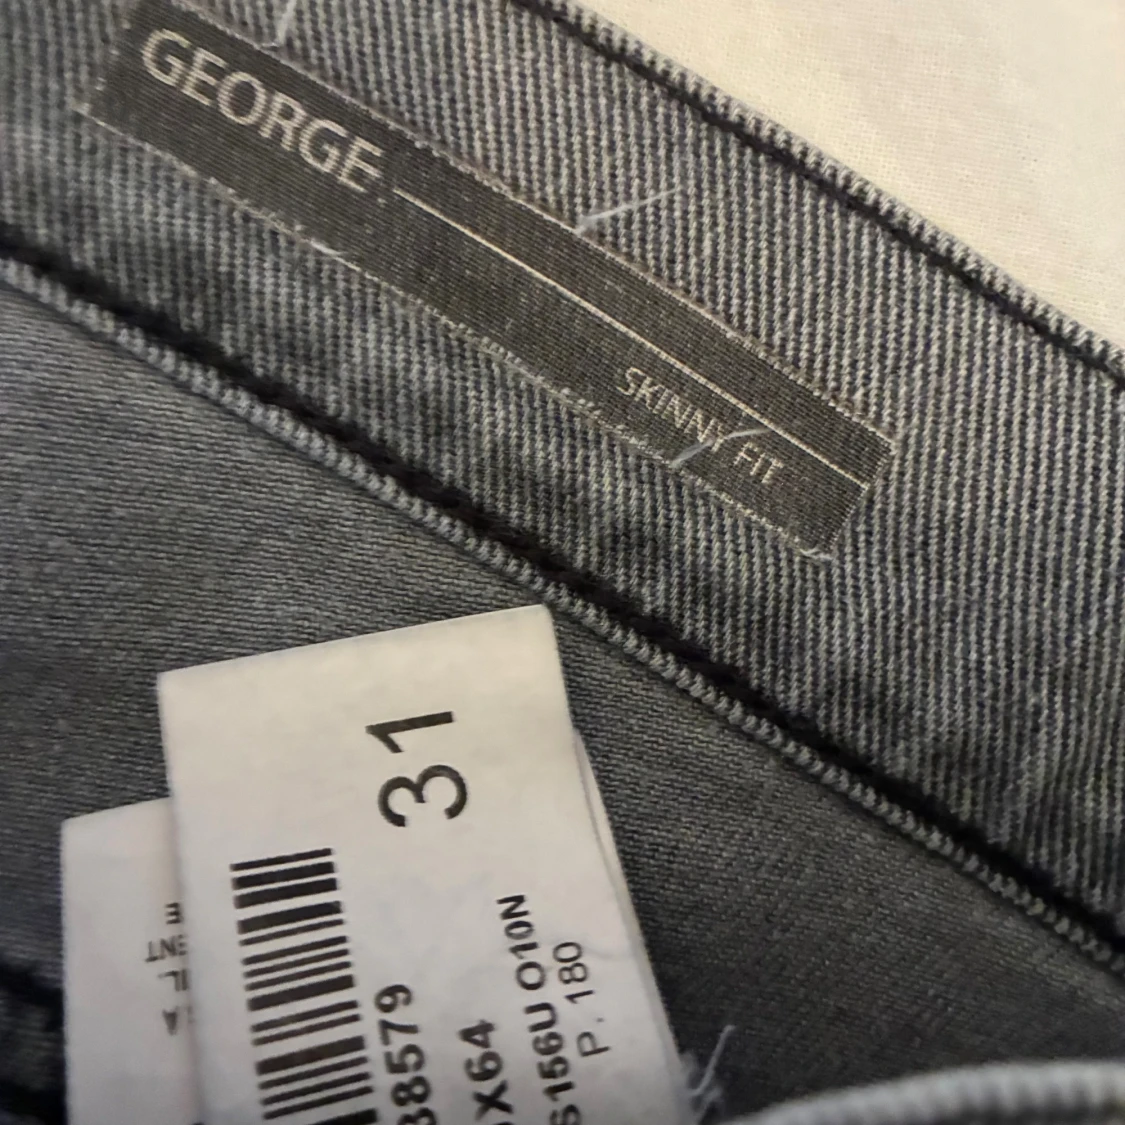 GEORGE
SKINNY FIT
31
38579
X64
S156U O10N
P. 180